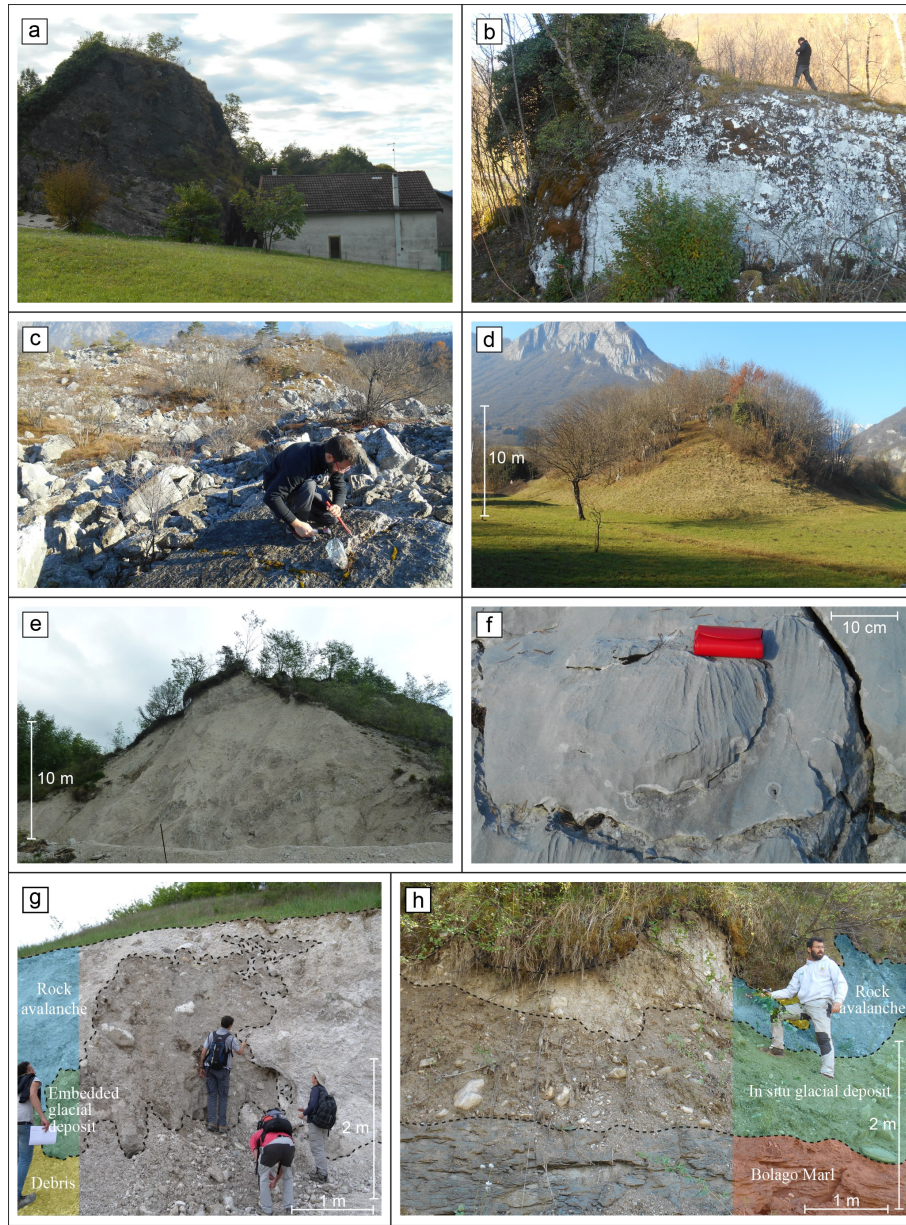 a
b
c
d
10 m
e
10 m
f
10 cm
g
Rock
avalanche
Embedded
glacial
deposit
Debris
2 m
1 m
h
Rock
avalanche
In situ glacial deposit
Bolago Marl
2 m
1 m